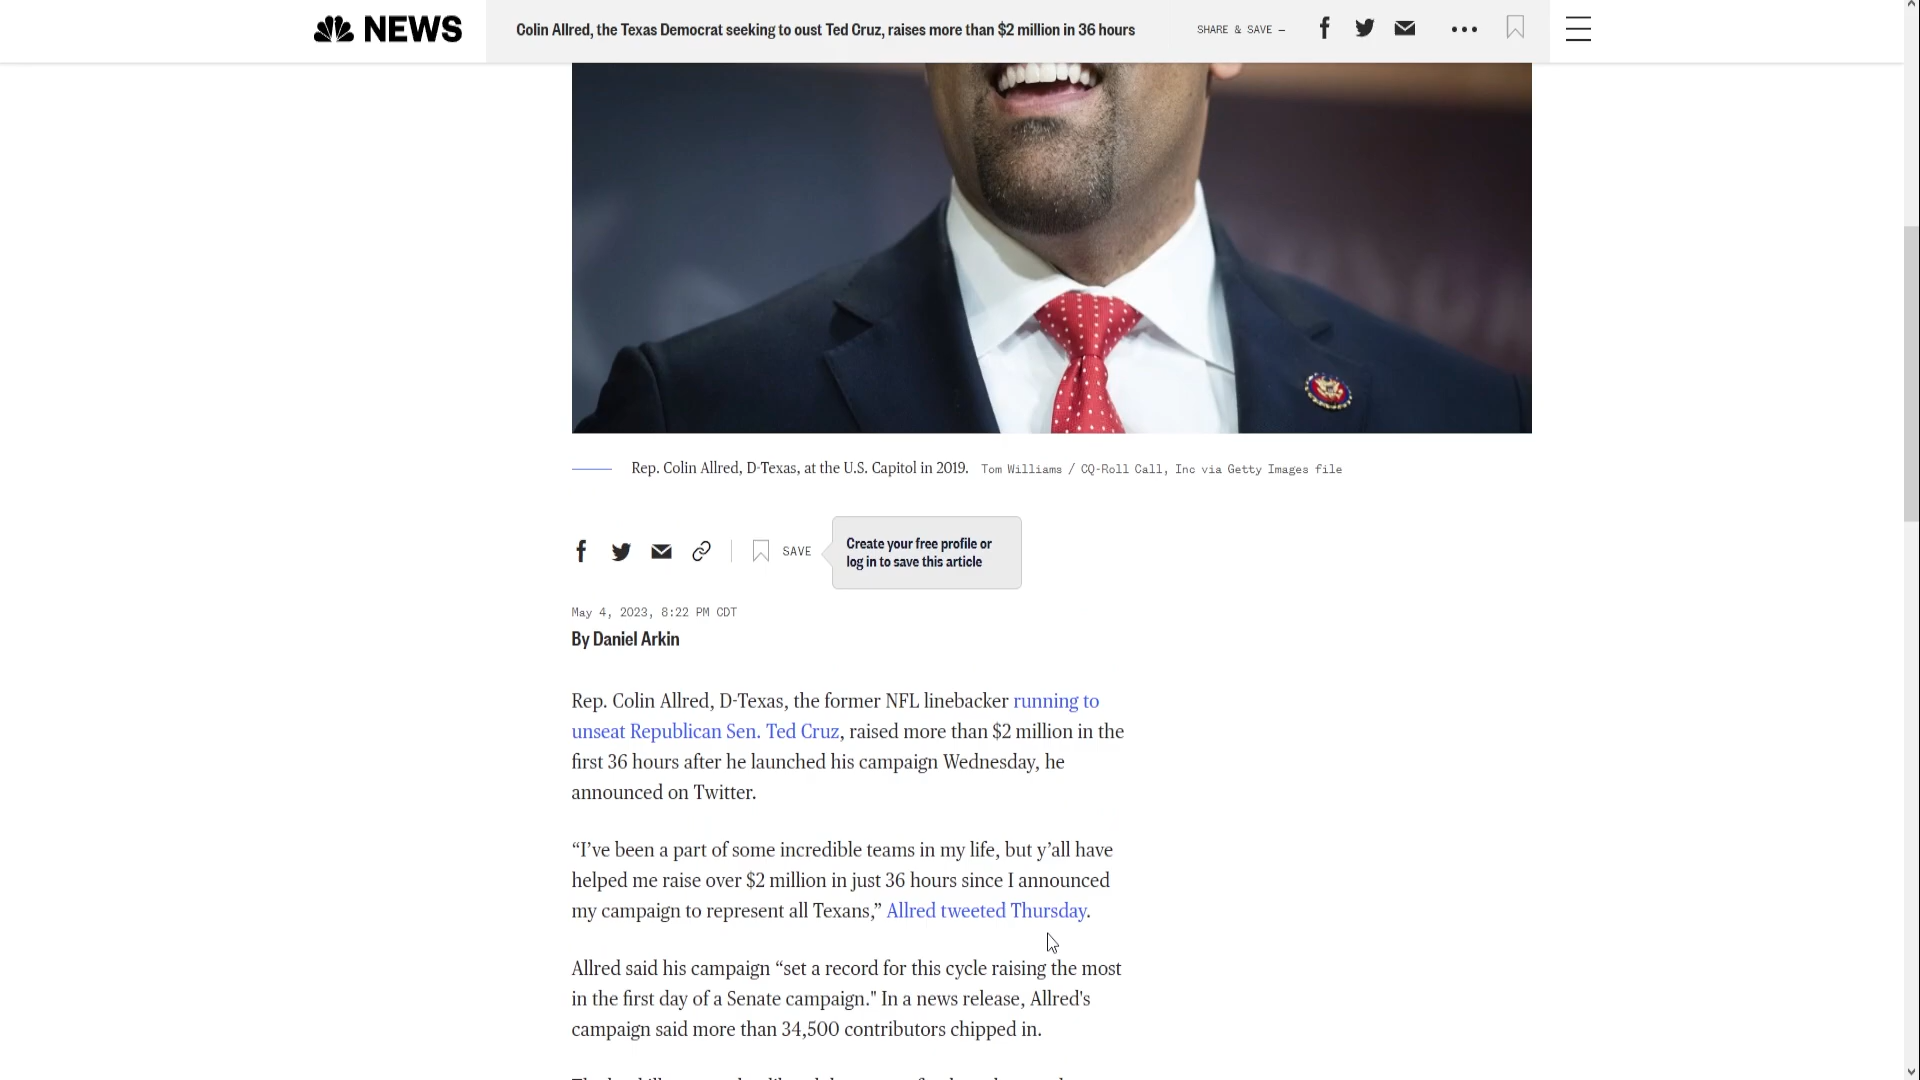 NEWS
Colin Allred, the Texas Democrat seeking to oust Ted Cruz, raises more than $2 million in 36 hours
SHARE & SAVE —
Rep. Colin Allred, D-Texas, at the U.S. Capitol in 2019. Tom Williams / CQ-Roll Call, Inc via Getty Images file
SAVE
Create your free profile or
log in to save this article
May 4, 2023, 8:22 PM CDT
By Daniel Arkin
Rep. Colin Allred, D-Texas, the former NFL linebacker running to
unseat Republican Sen. Ted Cruz, raised more than $2 million in the
first 36 hours after he launched his campaign Wednesday, he
announced on Twitter.
“I’ve been a part of some incredible teams in my life, but y’all have
helped me raise over $2 million in just 36 hours since I announced
my campaign to represent all Texans,” Allred tweeted Thursday.
Allred said his campaign “set a record for this cycle raising the most
in the first day of a Senate campaign." In a news release, Allred's
campaign said more than 34,500 contributors chipped in.